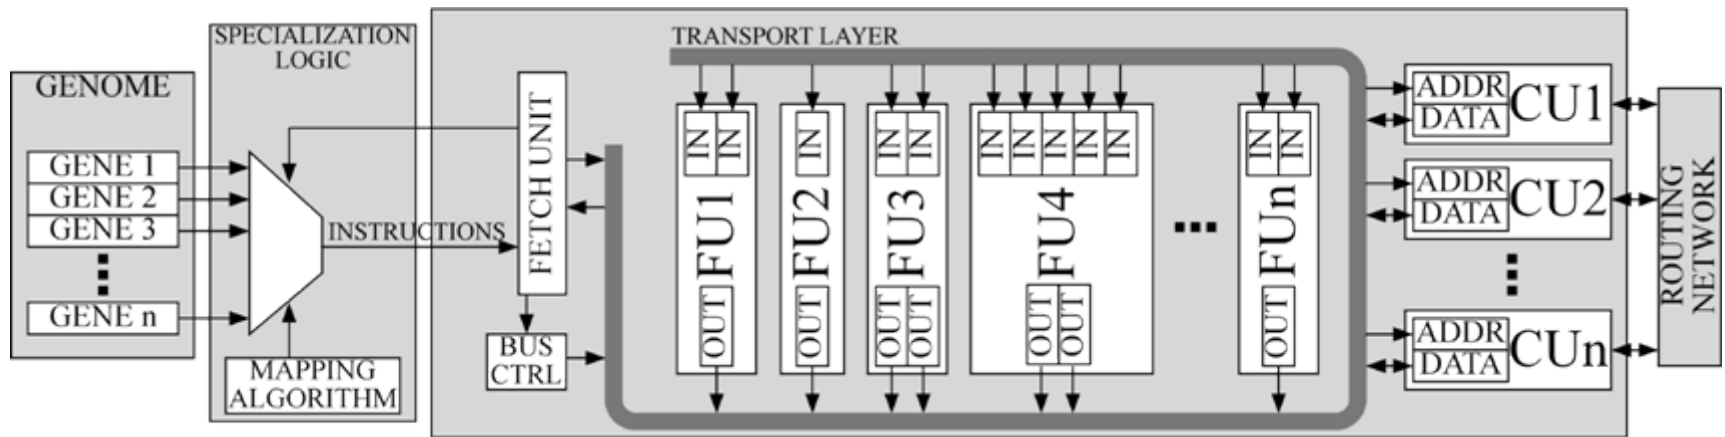 GENOME
GENE 1
GENE 2
GENE 3
GENE n
SPECIALIZATION
LOGIC
MAPPING
ALGORITHM
INSTRUCTIONS
FETCH UNIT
BUS
CTRL
TRANSPORT LAYER
IN
IN
FU1
OUT
IN
FU2
OUT
IN
IN
FU3
OUT
OUT
IN
IN
IN
IN
IN
FU4
OUT
OUT
IN
IN
FUn
OUT
ADDR
DATA
CU1
ADDR
DATA
CU2
ADDR
DATA
CUn
ROUTING
NETWORK